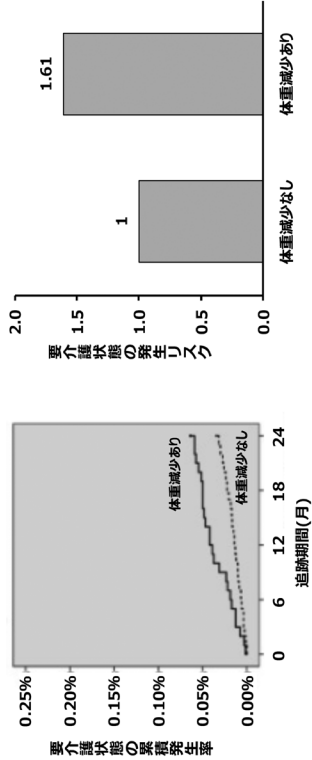 要介護状態の累積発生率
0.25%
0.20%
0.15%
0.10%
0.05%
0.00%
体重減少あり
体重減少なし
0 6 12 18 24
追跡期間(月)
要介護状態の発生リスク
2.0
1.5
1.0
0.5
0.0
1
1.61
体重減少なし 体重減少あり